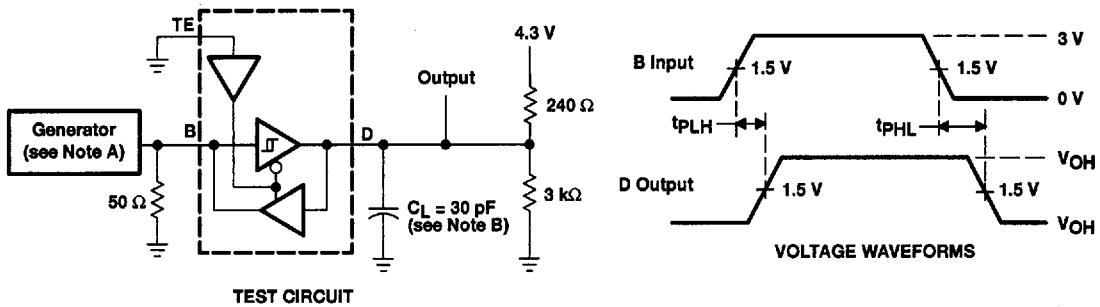 TE
4.3 V
Output
240 Ω
B
D
Generator
(see Note A)
50 Ω
CL = 30 pF
(see Note B)
3 kΩ
TEST CIRCUIT
3 V
B Input
1.5 V
1.5 V
0 V
tPLH
tPHL
VOH
D Output
1.5 V
1.5 V
VOH
VOLTAGE WAVEFORMS